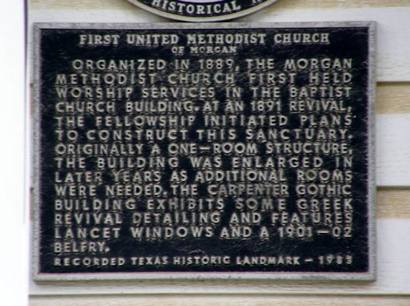 HISTORICAL
FIRST UNITED METHODIST CHURCH
OF MORGAN
ORGANIZED IN 1889, THE MORGAN
METHODIST CHURCH FIRST HELD
WORSHIP SERVICES IN THE BAPTIST
CHURCH BUILDING. AT AN 1891 REVIVAL,
THE FELLOWSHIP INITIATED PLANS
TO CONSTRUCT THIS SANCTUARY.
ORIGINALLY A ONE-ROOM STRUCTURE,
THE BUILDING WAS ENLARGED IN
LATER YEARS AS ADDITIONAL ROOMS
WERE NEEDED. THE CARPENTER GOTHIC
BUILDING EXHIBITS SOME GREEK
REVIVAL DETAILING AND FEATURES
LANCET WINDOWS AND A 1901-02
BELFRY.
RECORDED TEXAS HISTORIC LANDMARK -